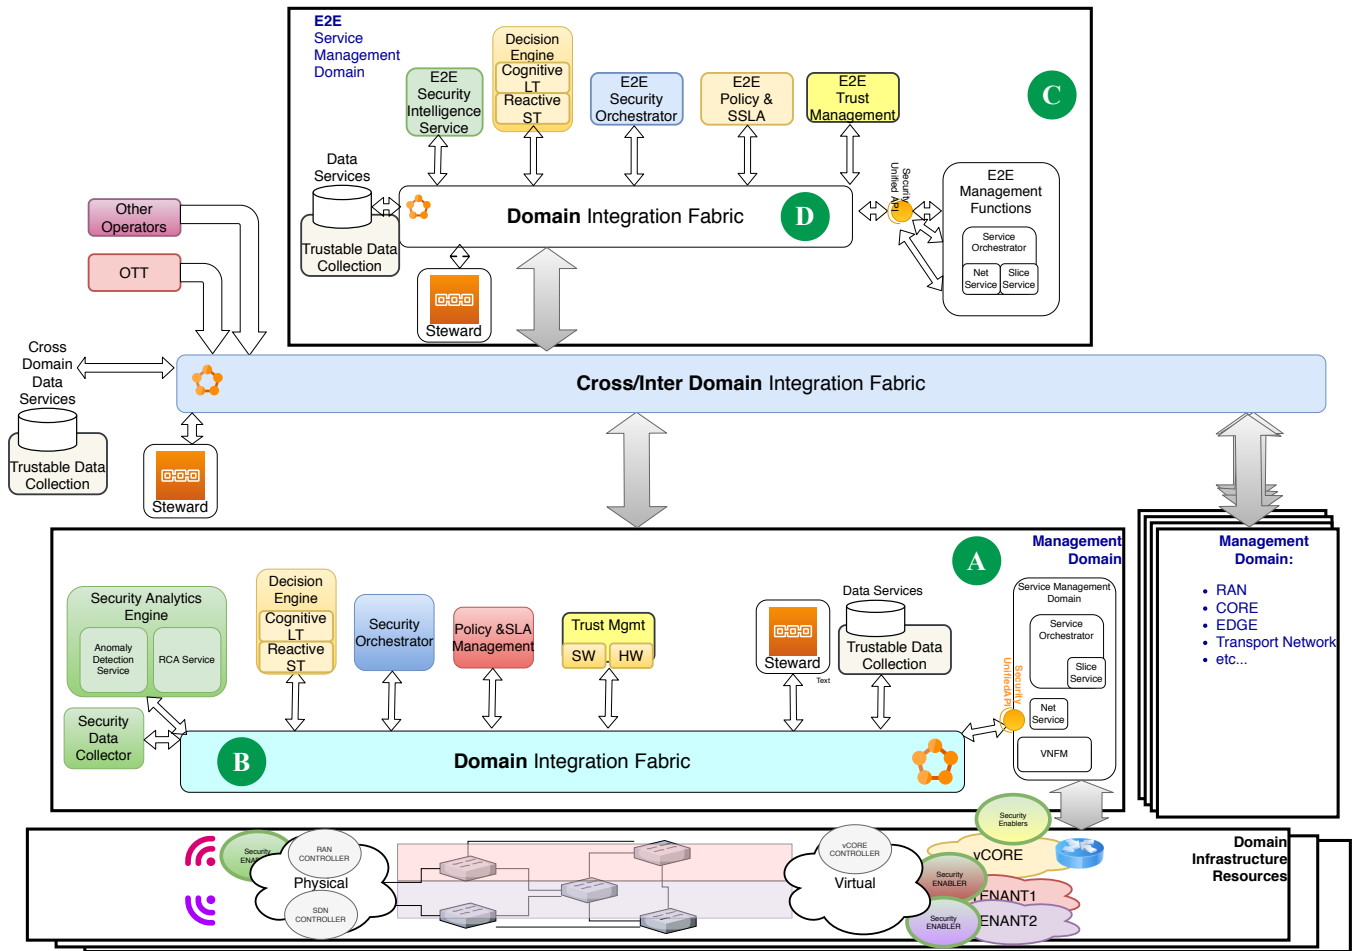 E2E
Service
Management
Domain
Decision
Engine
Cognitive
LT
Reactive
ST
E2E
Security
Intelligence
Service
E2E
Security
Orchestrator
E2E
Policy &
SSLA
E2E
Trust
Management
C
Data
Services
Trustable Data
Collection
Domain Integration Fabric
D
Security
Unified API
E2E
Management
Functions
Service
Orchestrator
Net
Service
Slice
Service
Steward
Other
Operators
OTT
Cross
Domain
Data
Services
Trustable Data
Collection
Cross/Inter Domain Integration Fabric
Steward
A
Management
Domain
Security Analytics
Engine
Anomaly
Detection
Service
RCA Service
Security
Data
Collector
Decision
Engine
Cognitive
LT
Reactive
ST
Security
Orchestrator
Policy &SLA
Management
Trust Mgmt
SW
HW
Steward
Text
Data Services
Trustable Data
Collection
Security
UnifiedAPI
Service Management
Domain
Service
Orchestrator
Slice
Service
Net
Service
VNFM
B
Domain Integration Fabric
Management
Domain:
• RAN
• CORE
• EDGE
• Transport Network
• etc...
Security
RAN
CONTROLLER
Physical
SDN
CONTROLLER
vCORE
CONTROLLER
Virtual
Security
Enablers
vCORE
Security
ENABLER
TENANT1
Security
ENABLER
TENANT2
Domain
Infrastructure
Resources